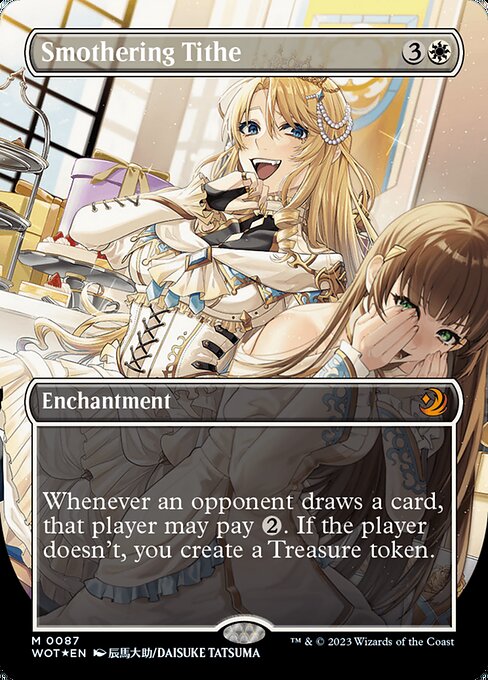 Smothering Tithe 3
Enchantment
Whenever an opponent draws a card,
that player may pay 2. If the player
doesn't, you create a Treasure token.
M 0087
WOT★EN 辰馬大助/DAISUKE TATSUMA
™ & © 2023 Wizards of the Coast